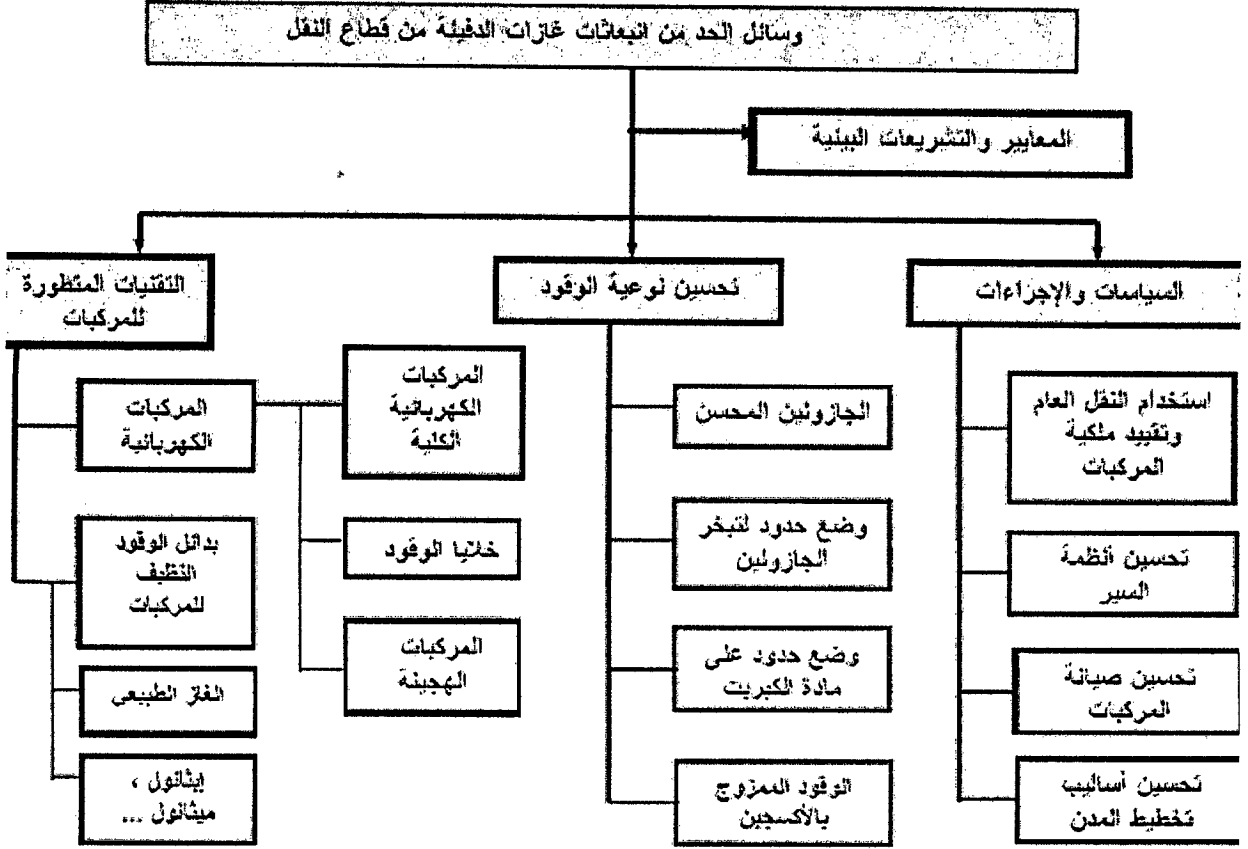 وسائل الحد من انبعاثات غازات الدفيئة من قطاع النقل
المعايير والتشريعات البيئية
السياسات والإجراءات
استخدام النقل العام
وتقييد ملكية
المركبات
تحسين أنظمة
السير
تحسين صيانة
المركبات
تحسين أساليب
تخطيط المدن
تحسين نوعية الوقود
الجازولين المحسن
وضع حدود لتبخر
الجازولين
وضع حدود على
مادة الكبريت
الوقود الممزوج
بالأكسجين
التقنيات المتطورة
للمركبات
المركبات
الكهربائية
المركبات
الكهربائية
الكلية
خلايا الوقود
المركبات
الهجينة
بدائل الوقود
النظيف
للمركبات
الغاز الطبيعي
إيثانول ،
ميثانول ...